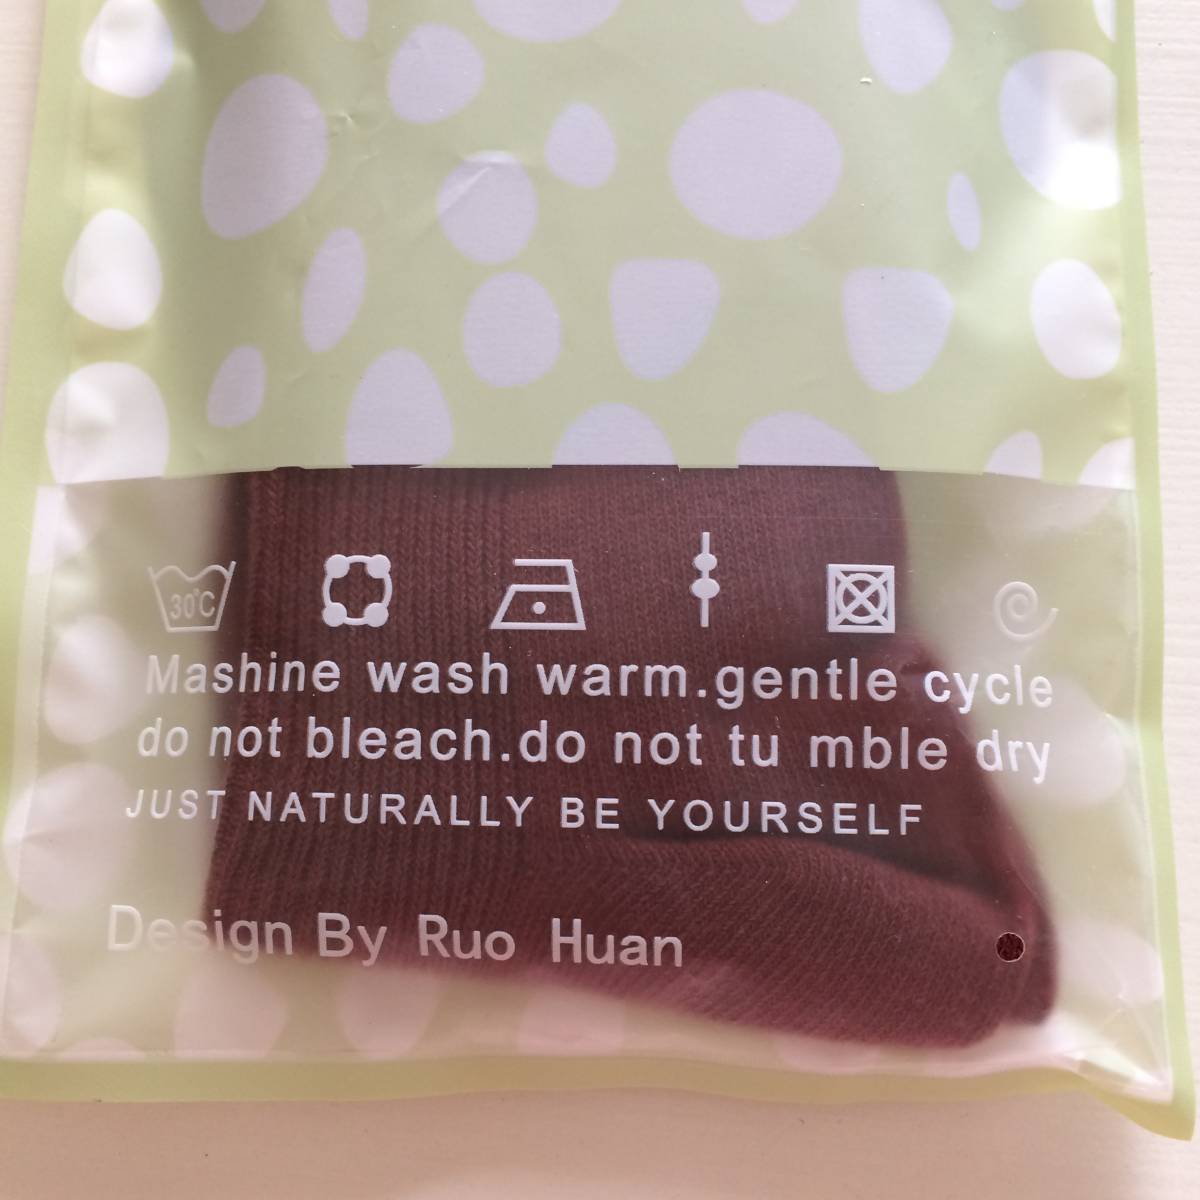 30°C
Mashine wash warm.gentle cycle
do not bleach.do not tu mble dry
JUST NATURALLY BE YOURSELF
Design By Ruo Huan